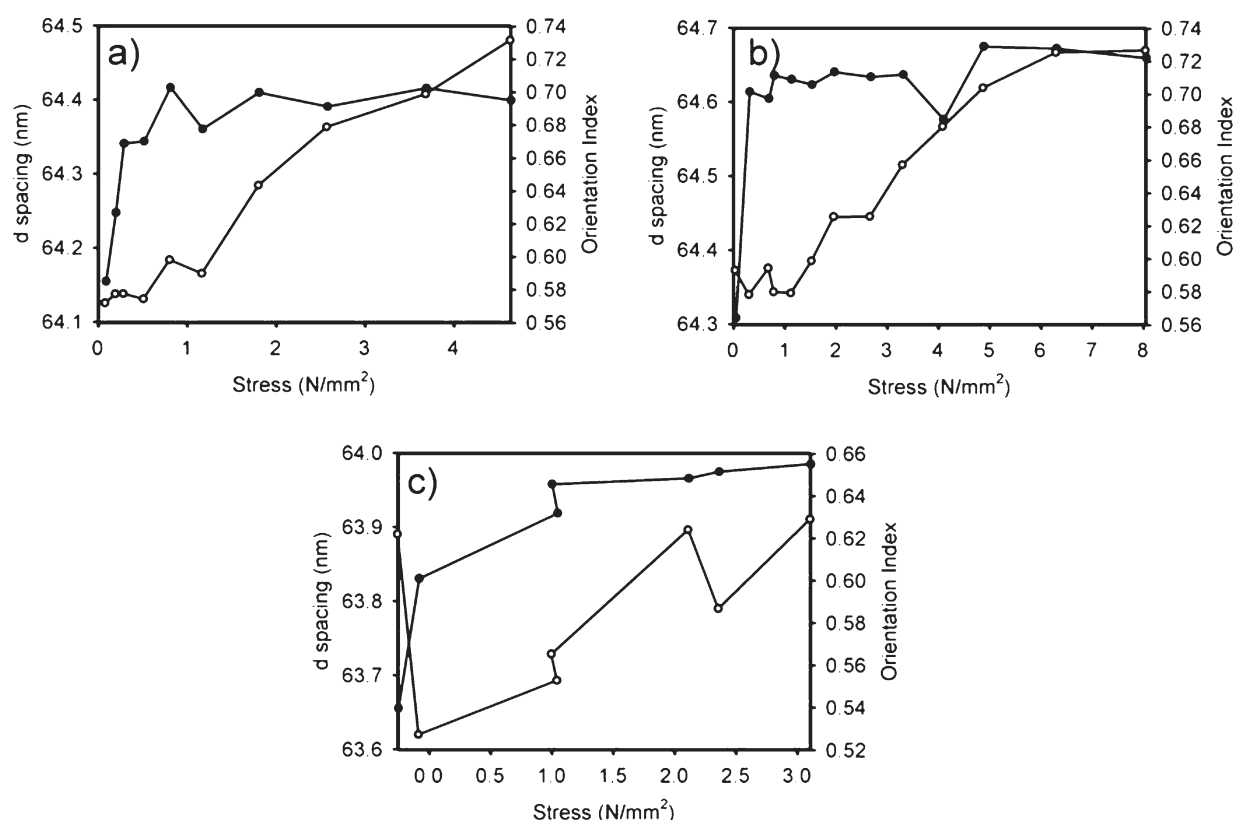 a)
64.5
64.4
64.3
64.2
64.1
d spacing (nm)
0.74
0.72
0.70
0.68
0.66
0.64
0.62
0.60
0.58
0.56
Orientation Index
0 1 2 3 4
Stress (N/mm²)
b)
64.7
64.6
64.5
64.4
64.3
d spacing (nm)
0.74
0.72
0.70
0.68
0.66
0.64
0.62
0.60
0.58
0.56
Orientation Index
0 1 2 3 4 5 6 7 8
Stress (N/mm²)
c)
64.0
63.9
63.8
63.7
63.6
d spacing (nm)
0.66
0.64
0.62
0.60
0.58
0.56
0.54
0.52
Orientation Index
0.0 0.5 1.0 1.5 2.0 2.5 3.0
Stress (N/mm²)